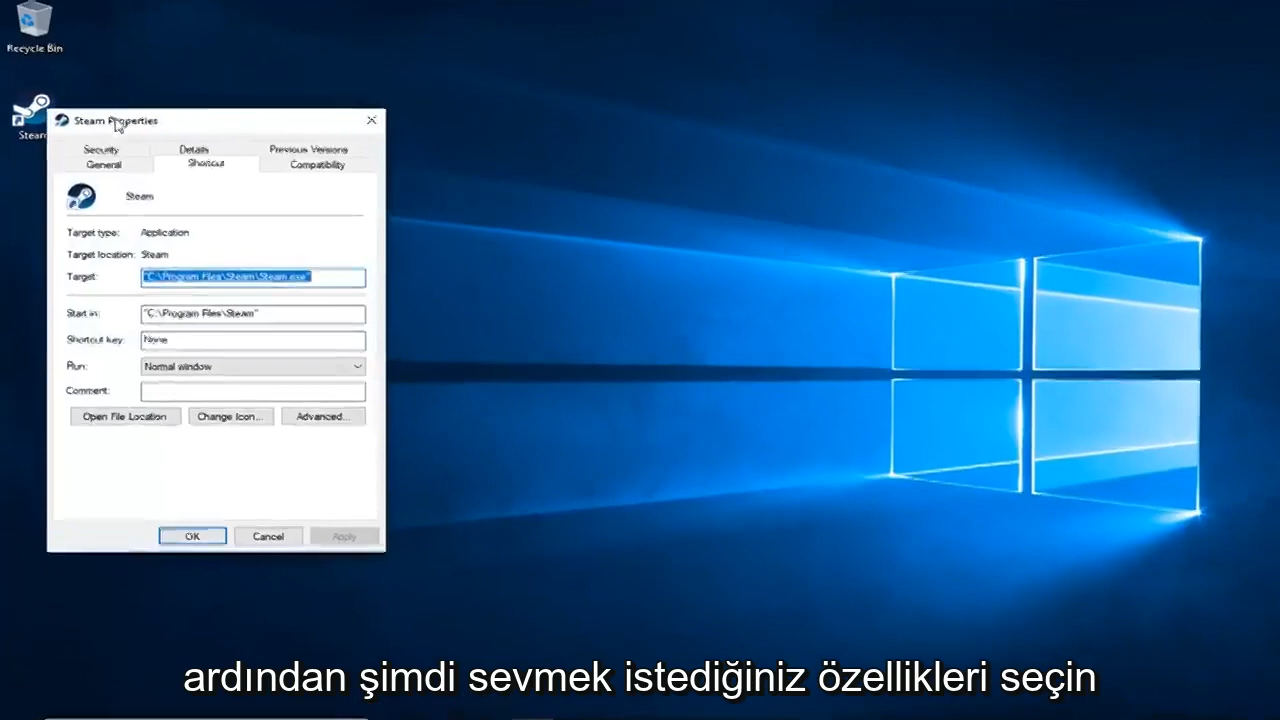 Recycle Bin
Steam
Steam Properties
Security Details Previous Versions
General Shortcut Compatibility
Steam
Target type: Application
Target location: Steam
Target: "C:\Program Files\Steam\Steam.exe"
Start in: "C:\Program Files\Steam"
Shortcut key: None
Run: Normal window
Comment:
Open File Location Change Icon... Advanced...
OK Cancel Apply
ardından şimdi sevmek istediğiniz özellikleri seçin